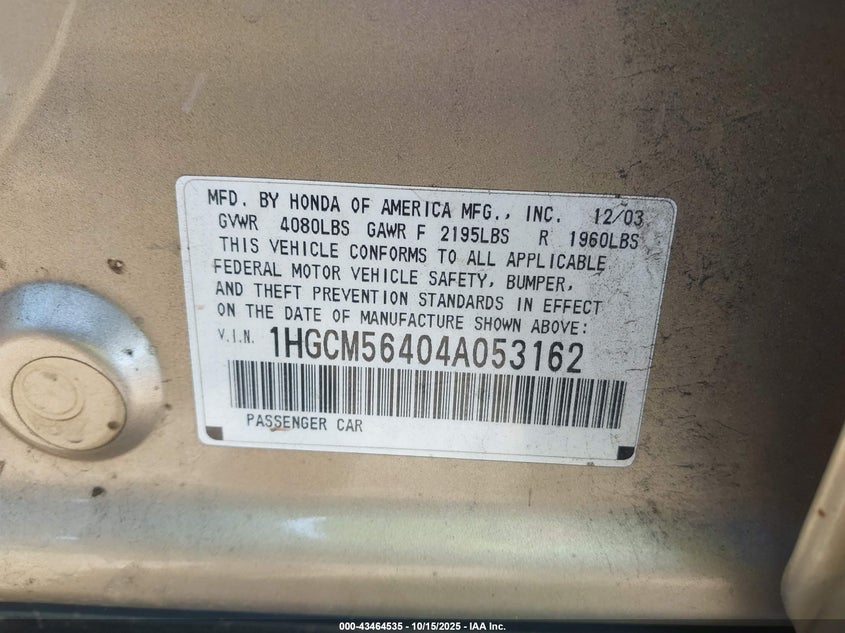 MFD. BY HONDA OF AMERICA MFG., INC. 12/03
GVWR 4080LBS GAWR F 2195LBS R 1960LBS
THIS VEHICLE CONFORMS TO ALL APPLICABLE
FEDERAL MOTOR VEHICLE SAFETY, BUMPER,
AND THEFT PREVENTION STANDARDS IN EFFECT
ON THE DATE OF MANUFACTURE SHOWN ABOVE:
V.I.N. 1HGCM56404A053162
PASSENGER CAR
000-43464535 - 10/15/2025 - IAA Inc.